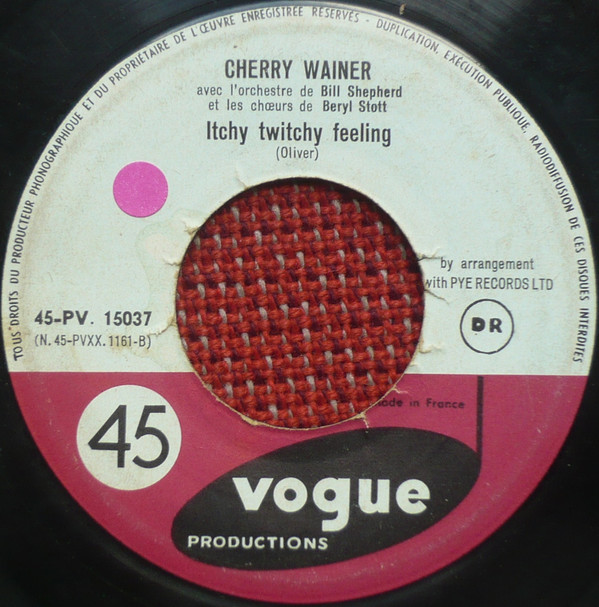 TOUS DROITS DU PRODUCTEUR PHONOGRAPHIQUE ET DU PROPRIÉTAIRE DE L'ŒUVRE ENREGISTRÉE RÉSERVÉS - DUPLICATION, EXÉCUTION PUBLIQUE, RADIODIFFUSION DE CES DISQUES INTERDITES
CHERRY WAINER
avec l'orchestre de Bill Shepherd
et les chœurs de Beryl Stott
Itchy twitchy feeling
(Oliver)
by arrangement
with PYE RECORDS LTD
45-PV. 15037
(N. 45-PVXX. 1161-B)
DR
ade in France
45
vogue
PRODUCTIONS